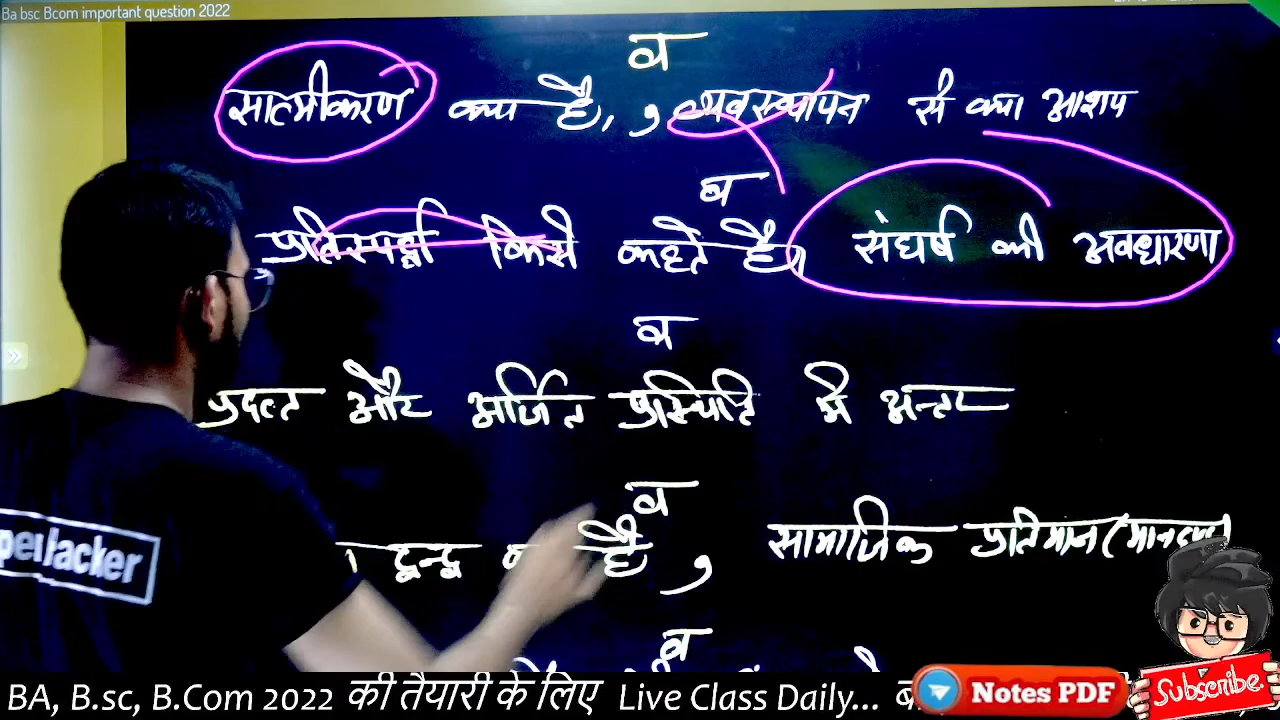 Ba bsc Bcom important question 2022
व
सात्मीकरण क्या है, , व्यवस्थापन से क्या आशय
व
प्रतिस्पर्द्धा किसे कहते है, संघर्ष की अवधारणा
व
प्रदत्त और अर्जित प्रस्थिति में अन्तर
व
द्वन्द्व है , सामाजिक प्रतिमान (मानदण्ड)
व
BA, B.sc, B.Com 2022 की तैयारी के लिए Live Class Daily...
Notes PDF
Subscribe.